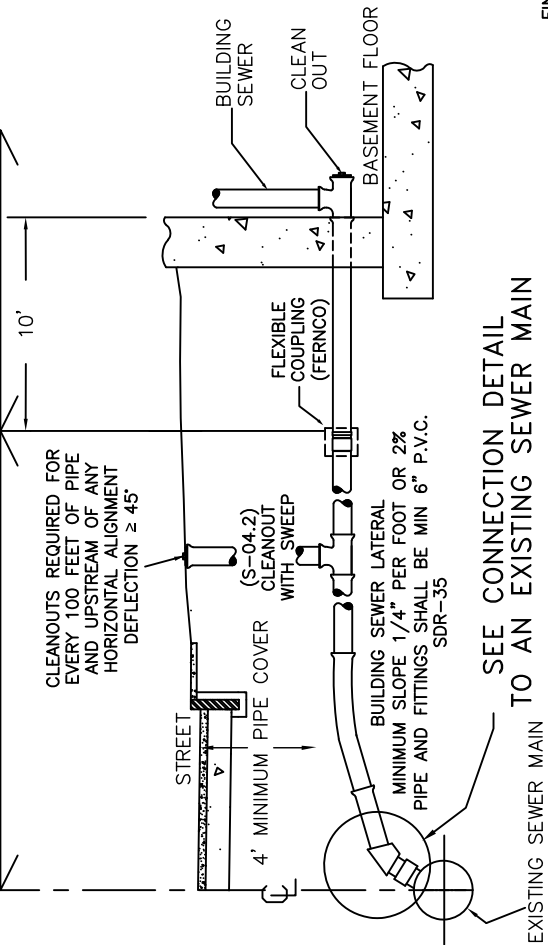 10'
CLEANOUTS REQUIRED FOR
EVERY 100 FEET OF PIPE
AND UPSTREAM OF ANY
HORIZONTAL ALIGNMENT
DEFLECTION ≥ 45°
STREET
4' MINIMUM PIPE COVER
(S-04.2)
CLEANOUT
WITH SWEEP
FLEXIBLE
COUPLING
(FERNCO)
BUILDING
SEWER
CLEAN
OUT
BASEMENT FLOOR
BUILDING SEWER LATERAL
MINIMUM SLOPE 1/4" PER FOOT OR 2%
PIPE AND FITTINGS SHALL BE MIN 6" P.V.C.
SDR-35
SEE CONNECTION DETAIL
TO AN EXISTING SEWER MAIN
EXISTING SEWER MAIN